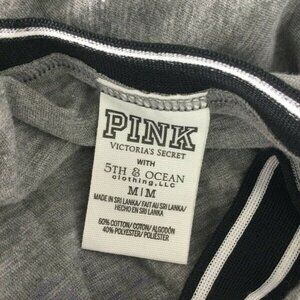 PINK
VICTORIA'S SECRET
WITH
5TH & OCEAN
clothing, LLC
M | M
MADE IN SRI LANKA / FAIT AU SRI LANKA/
HECHO EN SRI LANKA
60% COTTON/ COTON/ ALGODÓN
40% POLYESTER/ POLIÉSTER